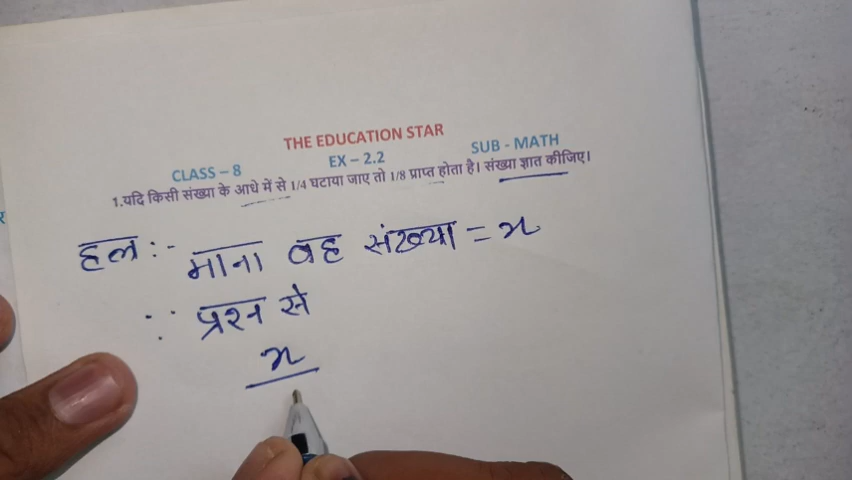 THE EDUCATION STAR
CLASS – 8 EX – 2.2 SUB - MATH
1.यदि किसी संख्या के आधे में से 1/4 घटाया जाए तो 1/8 प्राप्त होता है। संख्या ज्ञात कीजिए।
हल :- माना वह संख्या = x
∵ प्रश्न से
x